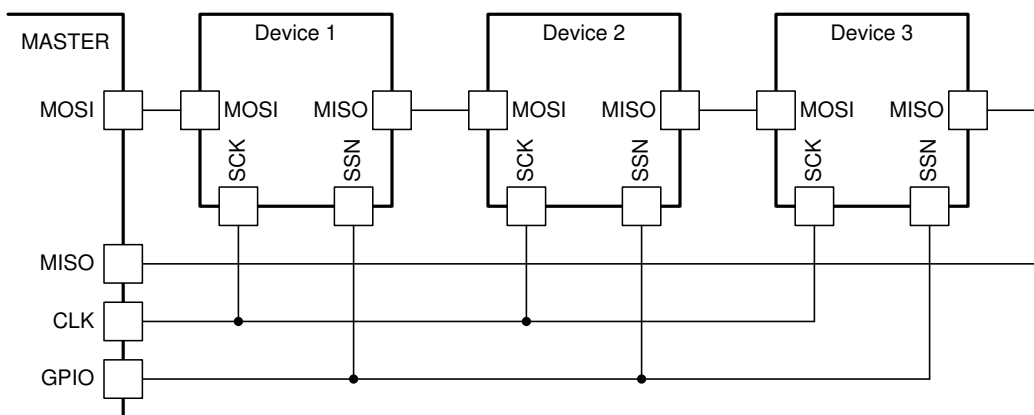 MASTER
Device 1
Device 2
Device 3
MOSI
MOSI
MISO
MOSI
MISO
MOSI
MISO
SCK
SSN
SCK
SSN
SCK
SSN
MISO
CLK
GPIO